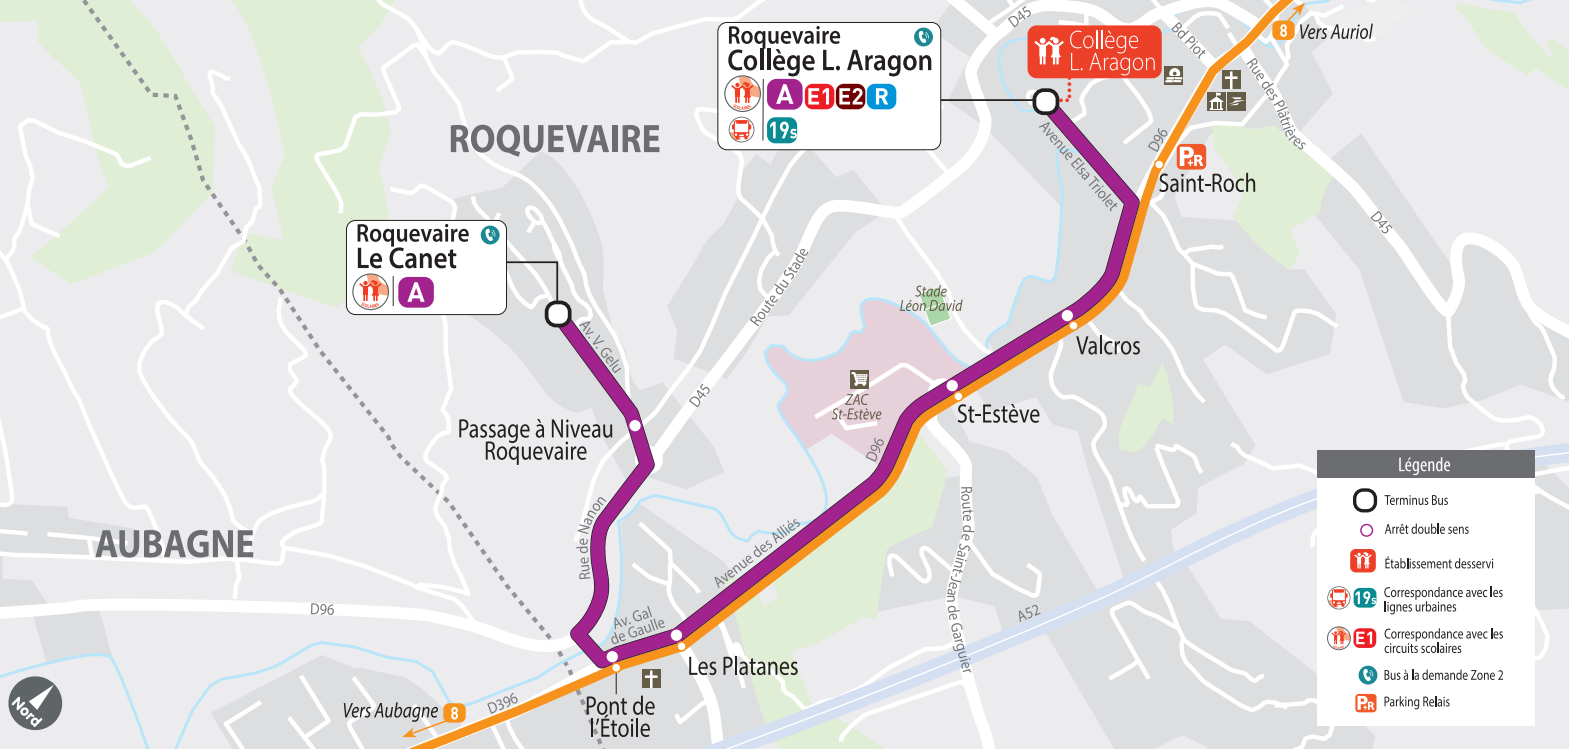 D45
Bd Piot
8 Vers Auriol
Roquevaire
Collège L. Aragon
A E1 E2 R
19s
Collège
L. Aragon
Rue des Plâtrières
D96
P+R
Saint-Roch
Avenue Elsa Triolet
D45
ROQUEVAIRE
Roquevaire
Le Canet
A
Av. V. Gelu
Route du Stade
Stade
Léon David
Valcros
ZAC
St-Estève
St-Estève
D45
Passage à Niveau
Roquevaire
D96
Rue de Nanon
Avenue des Alliés
Route de Saint-Jean de Garguier
AUBAGNE
D96
A52
Av. Gal
de Gaulle
Les Platanes
Pont de
l'Étoile
D396
Vers Aubagne 8
Nord
Légende
Terminus Bus
Arrêt double sens
Établissement desservi
19s Correspondance avec les
lignes urbaines
E1 Correspondance avec les
circuits scolaires
Bus à la demande Zone 2
P+R Parking Relais